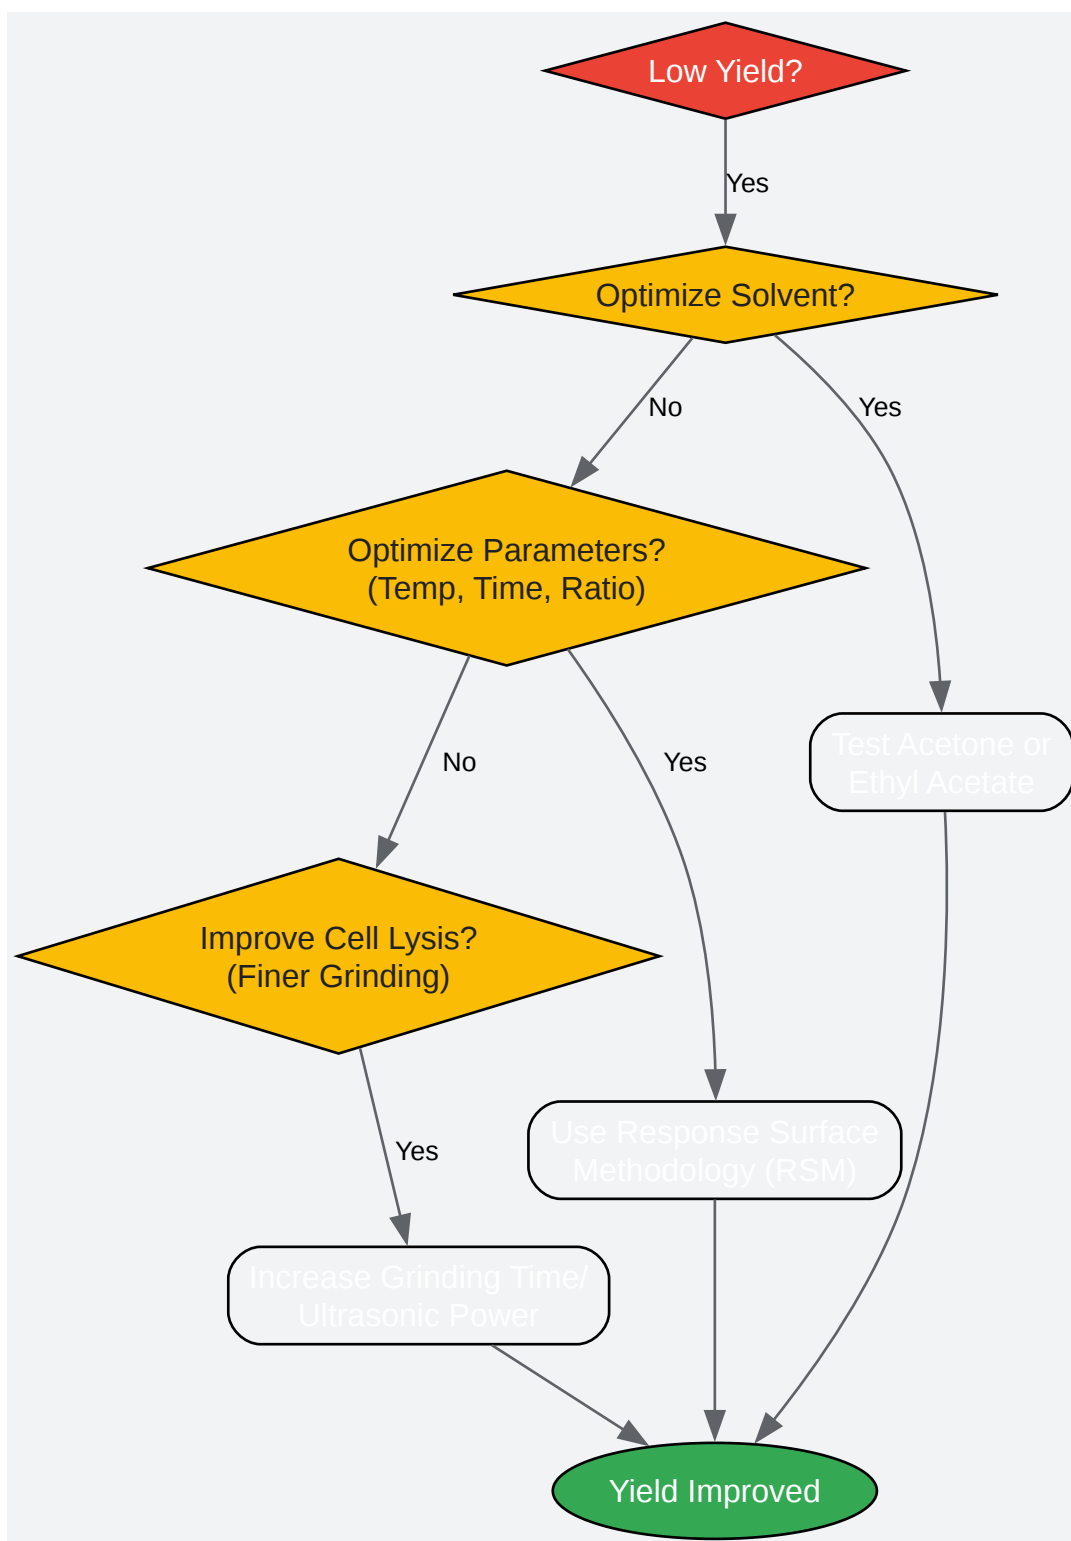 Low Yield?
Yes
Optimize Solvent?
No
Yes
Optimize Parameters?
(Temp, Time, Ratio)
No
Yes
Test Acetone or
Ethyl Acetate
Improve Cell Lysis?
(Finer Grinding)
Yes
Use Response Surface
Methodology (RSM)
Increase Grinding Time/
Ultrasonic Power
Yield Improved